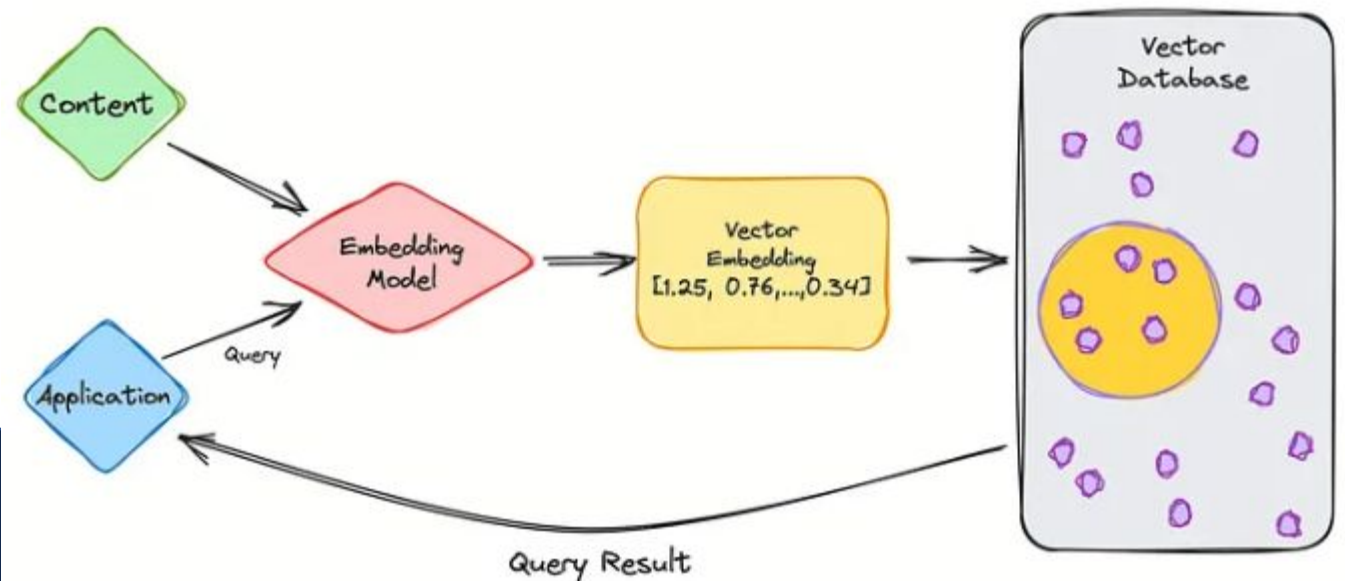 Content
Application
Query
Embedding
Model
Vector
Embedding
[1.25, 0.76,...,0.34]
Vector
Database
Query Result